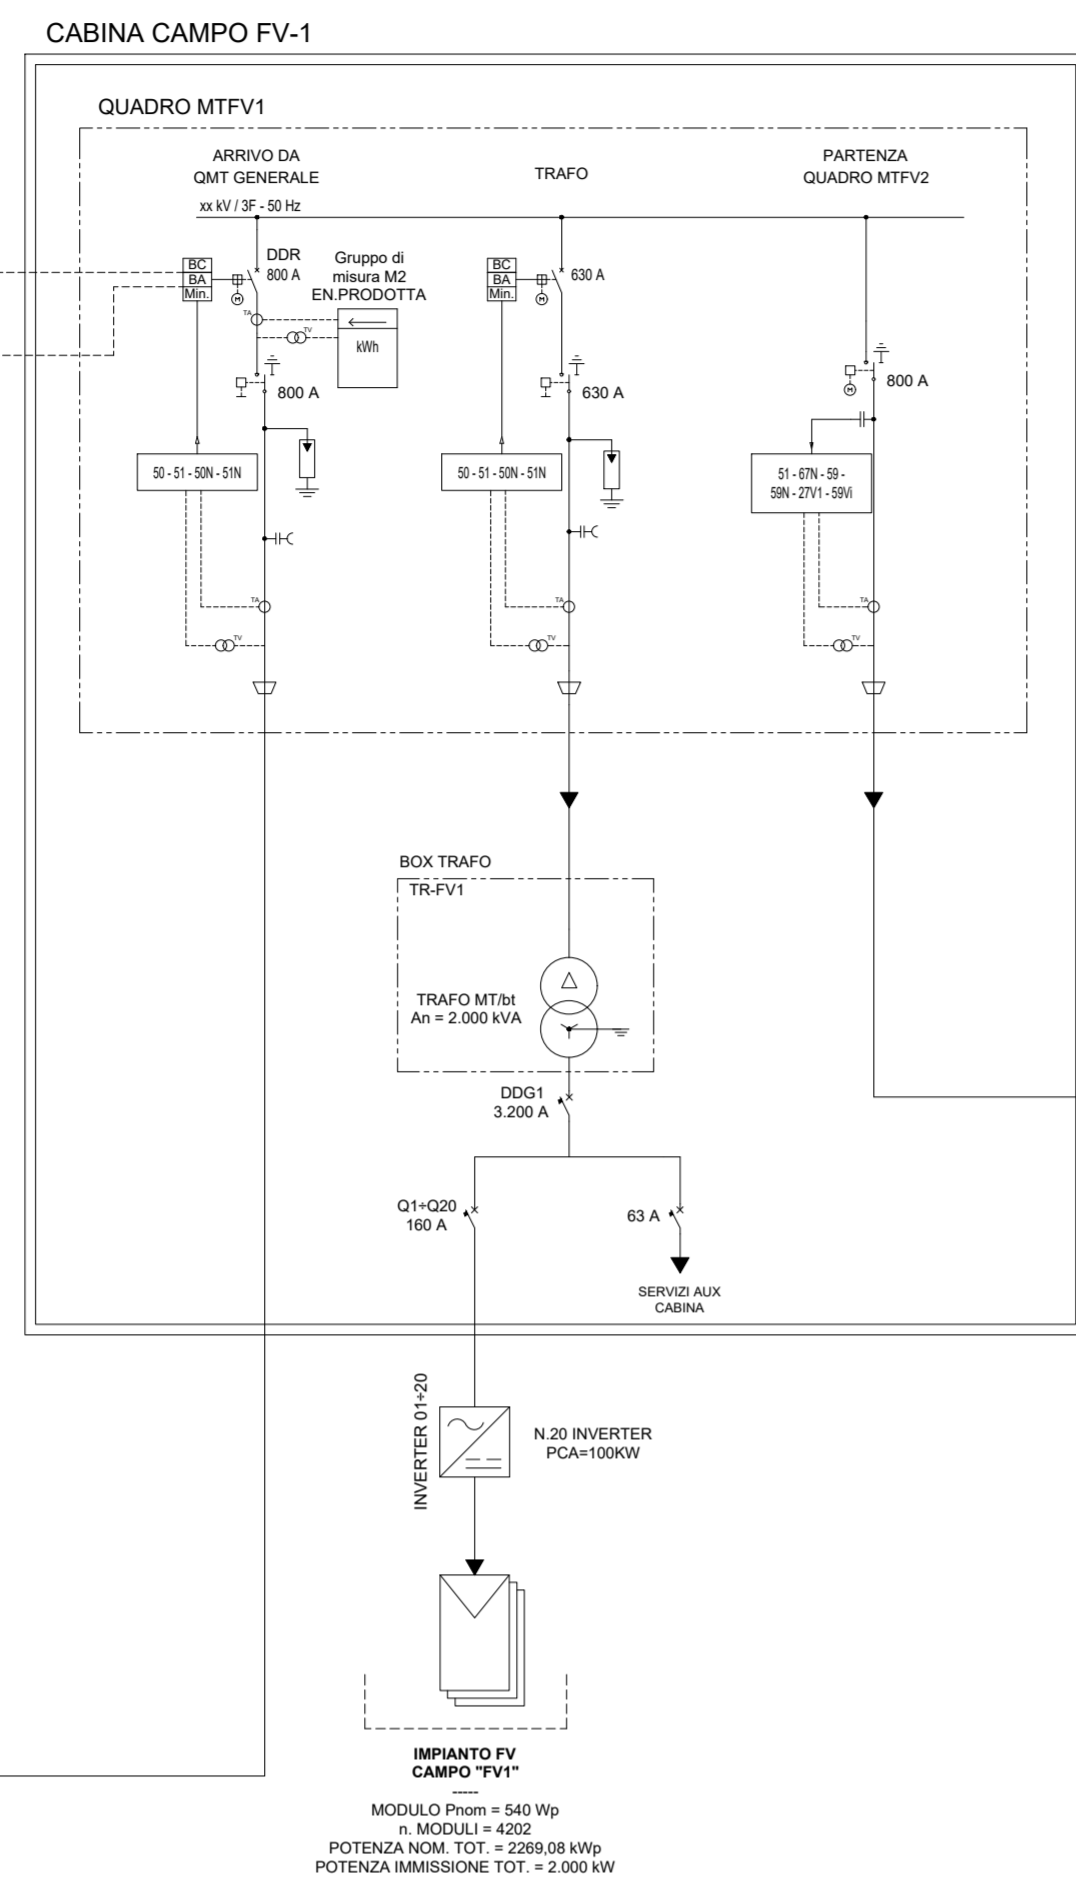 CABINA CAMPO FV-1
QUADRO MTFV1
ARRIVO DA
QMT GENERALE
xx kV / 3F - 50 Hz
TRAFO
PARTENZA
QUADRO MTFV2
BC
BA
Min.
M
DDR
800 A
Gruppo di
misura M2
EN.PRODOTTA
kWh
TA
TV
800 A
50 - 51 - 50N - 51N
TA
TV
BC
BA
Min.
M
630 A
630 A
50 - 51 - 50N - 51N
TA
TV
M
800 A
51 - 67N - 59 -
59N - 27V1 - 59Vi
TA
TV
BOX TRAFO
TR-FV1
TRAFO MT/bt
An = 2.000 kVA
DDG1
3.200 A
Q1÷Q20
160 A
63 A
SERVIZI AUX
CABINA
INVERTER 01÷20
N.20 INVERTER
PCA=100KW
IMPIANTO FV
CAMPO "FV1"
-----
MODULO Pnom = 540 Wp
n. MODULI = 4202
POTENZA NOM. TOT. = 2269,08 kWp
POTENZA IMMISSIONE TOT. = 2.000 kW